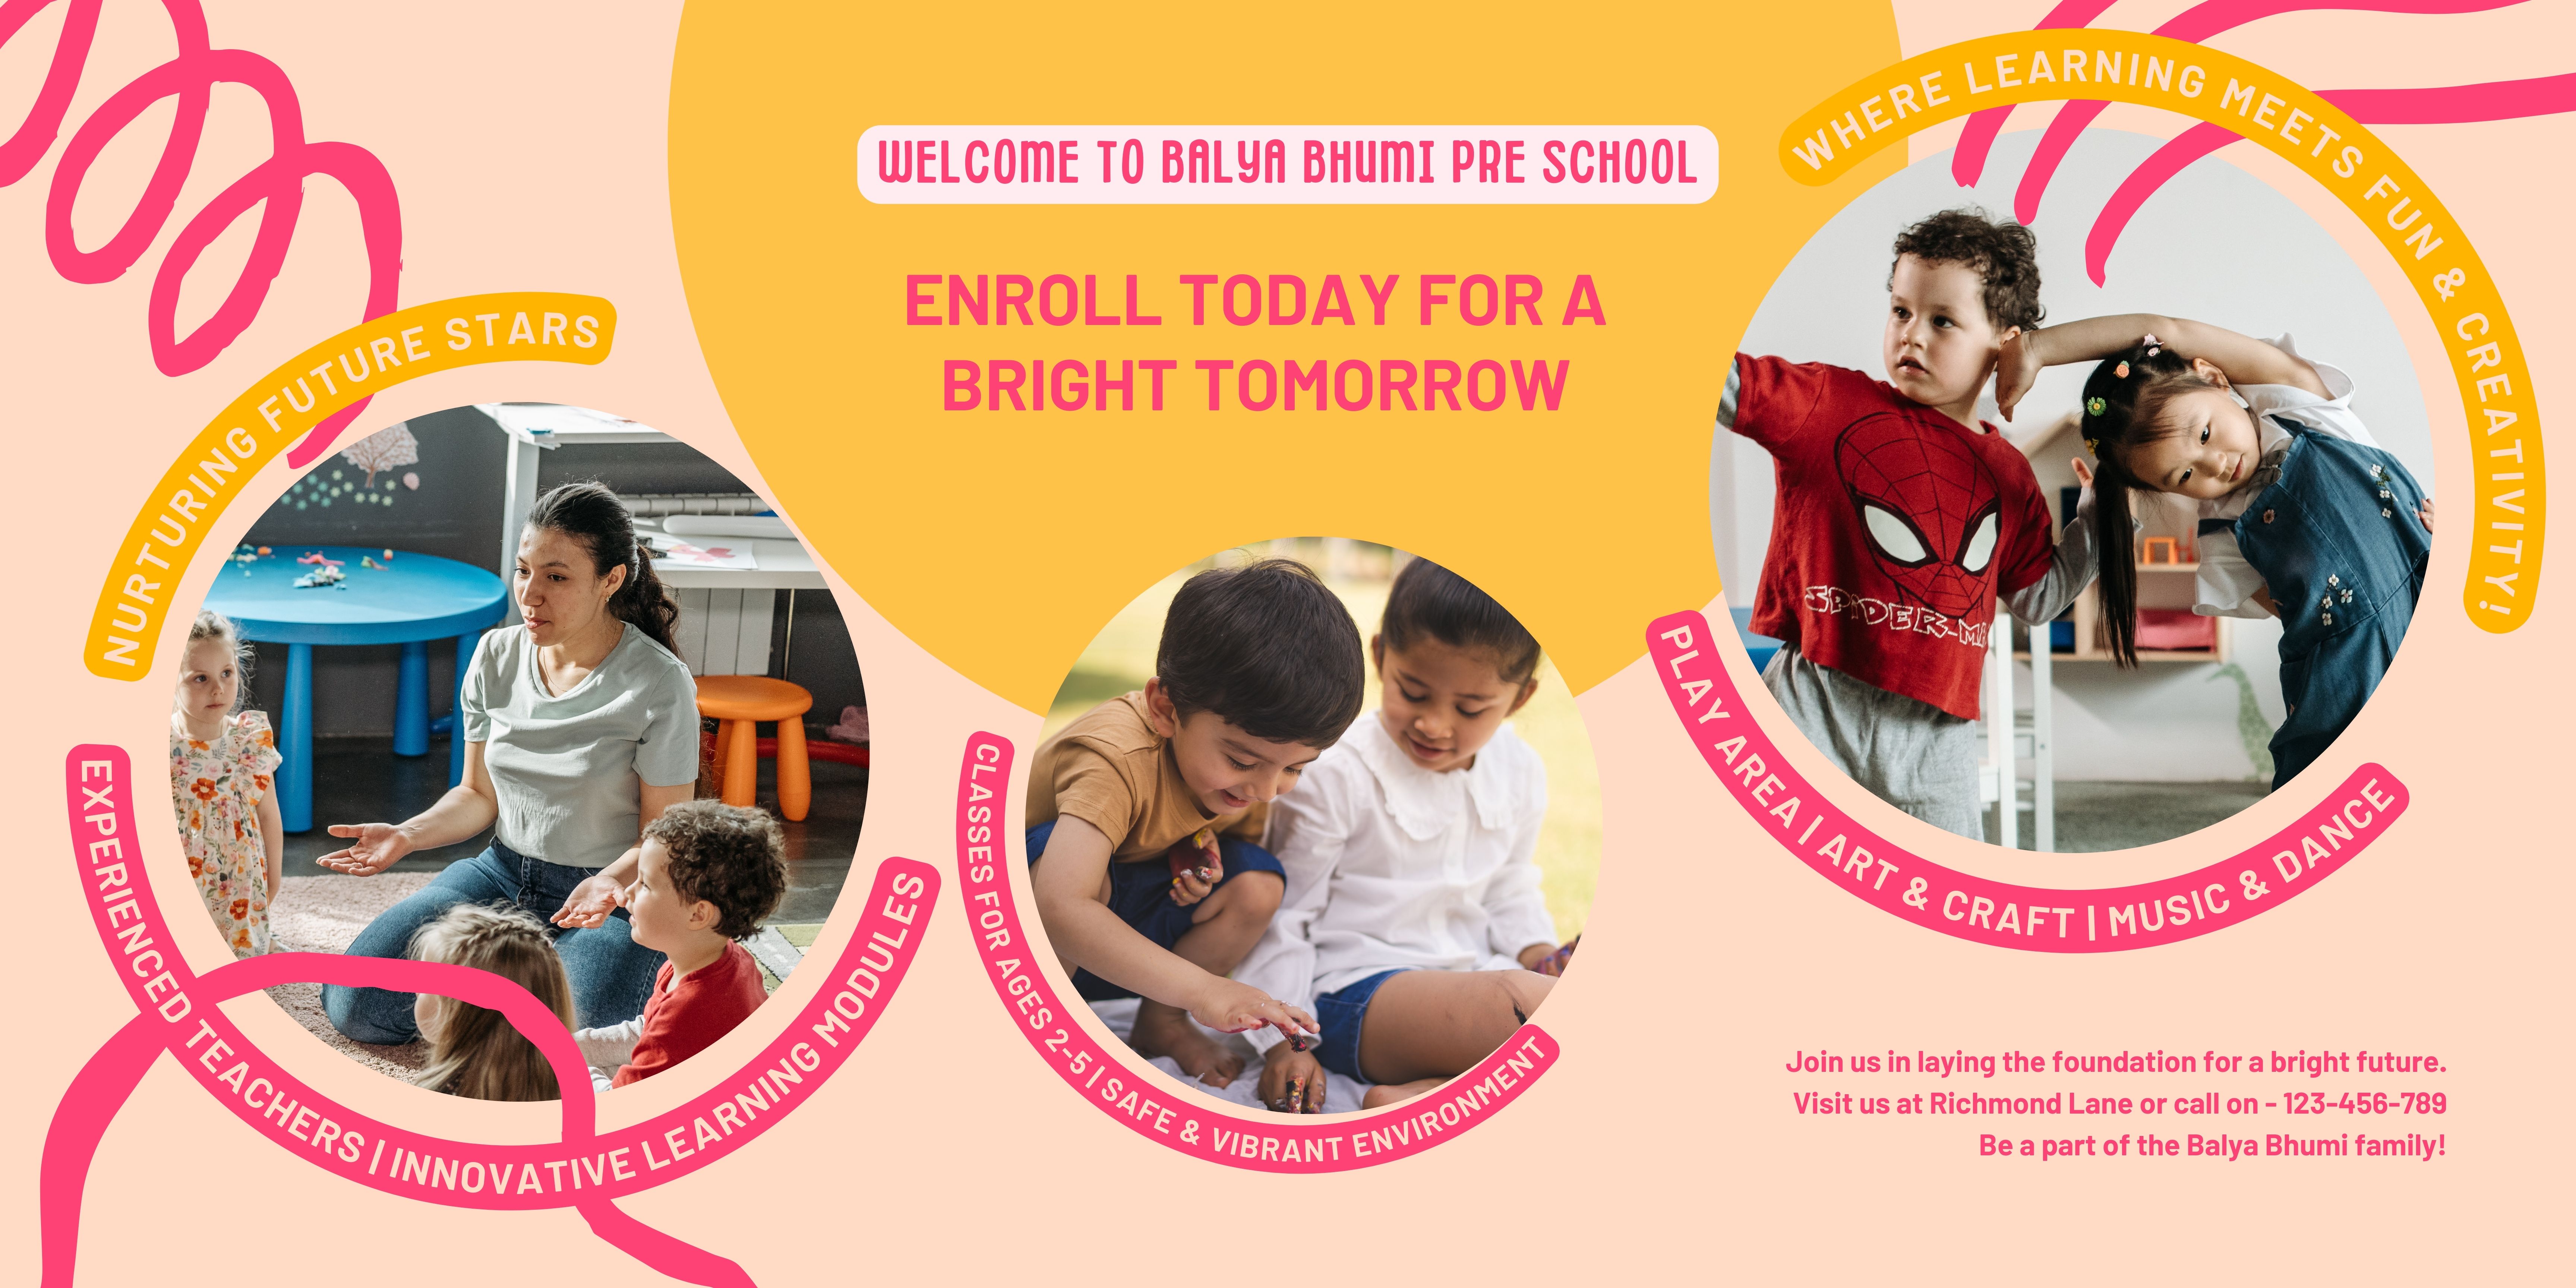 WELCOME TO BALYA BHUMI PRE SCHOOL
ENROLL TODAY FOR A
BRIGHT TOMORROW
NURTURING FUTURE STARS
EXPERIENCED TEACHERS | INNOVATIVE LEARNING MODULES
CLASSES FOR AGES 2-5 | SAFE & VIBRANT ENVIRONMENT
WHERE LEARNING MEETS FUN & CREATIVITY!
SPIDER-MA
PLAY AREA | ART & CRAFT | MUSIC & DANCE
Join us in laying the foundation for a bright future.
Visit us at Richmond Lane or call on - 123-456-789
Be a part of the Balya Bhumi family!